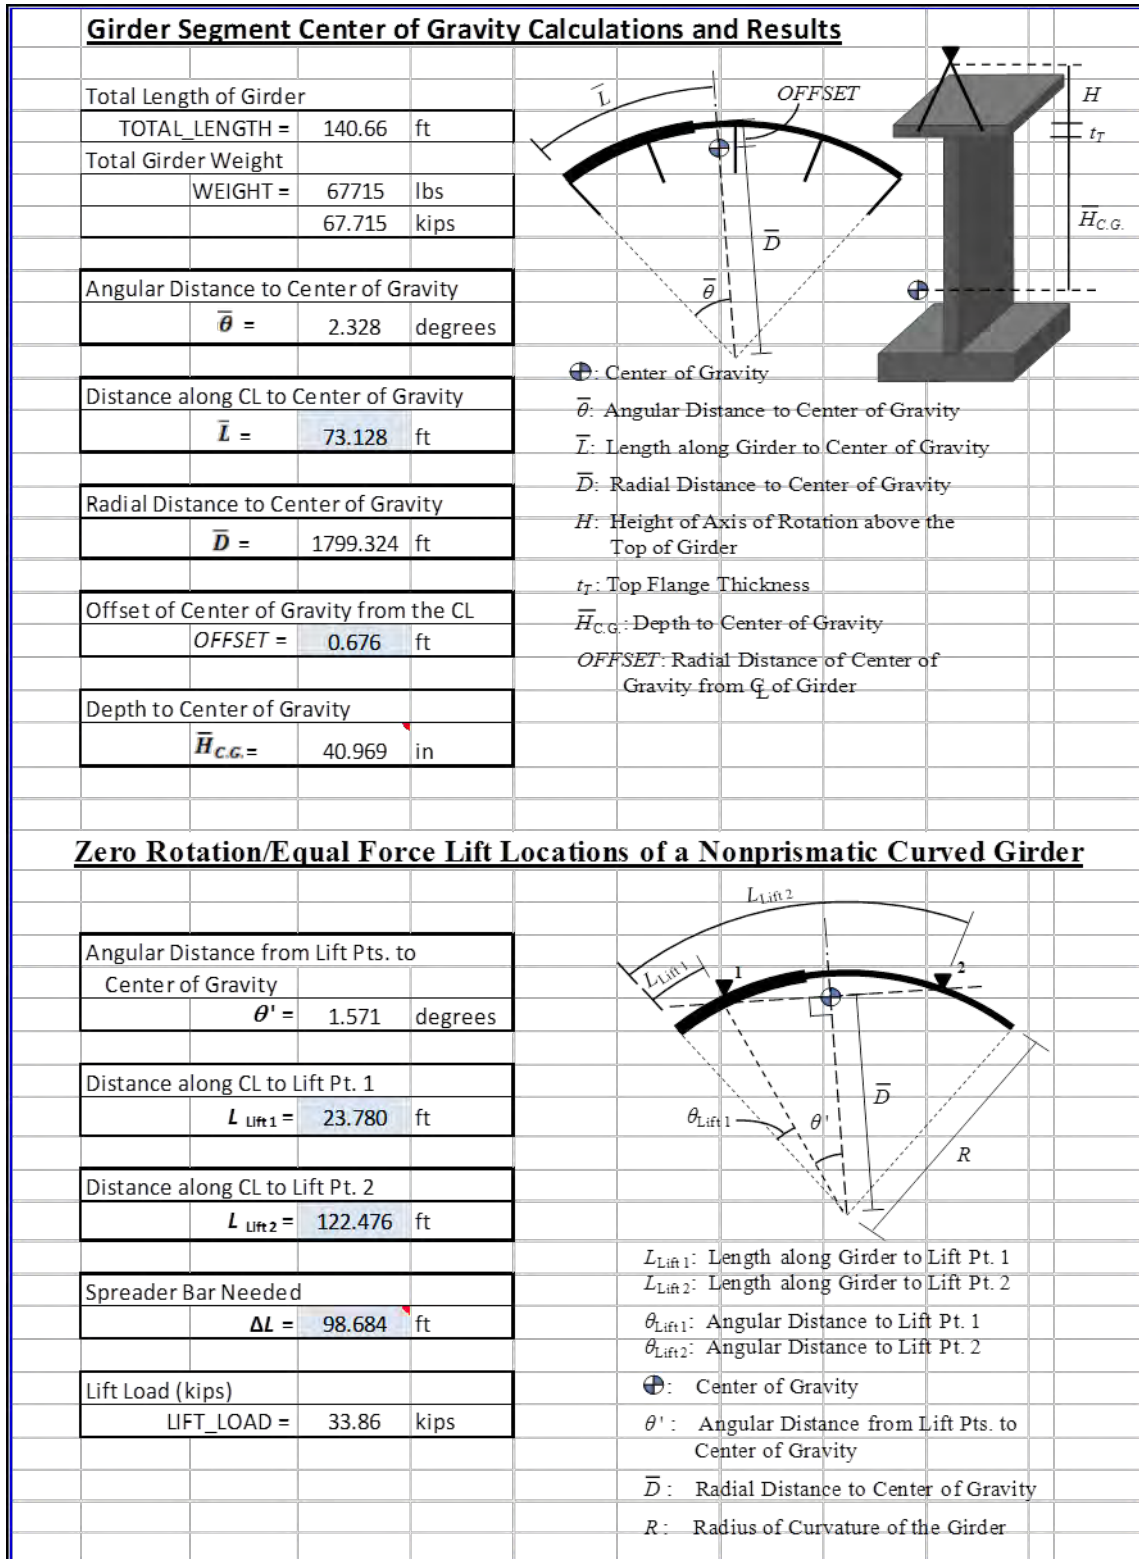 Girder Segment Center of Gravity Calculations and Results
Total Length of Girder
TOTAL_LENGTH = 140.66 ft
Total Girder Weight
WEIGHT = 67715 lbs
67.715 kips
Angular Distance to Center of Gravity
θ̅ = 2.328 degrees
Distance along CL to Center of Gravity
L̅ = 73.128 ft
Radial Distance to Center of Gravity
D̅ = 1799.324 ft
Offset of Center of Gravity from the CL
OFFSET = 0.676 ft
Depth to Center of Gravity
H̅C.G.= 40.969 in
L̅
OFFSET
D̅
θ̅
H
tT
H̅C.G.
: Center of Gravity
θ̅: Angular Distance to Center of Gravity
L̅: Length along Girder to Center of Gravity
D̅: Radial Distance to Center of Gravity
H: Height of Axis of Rotation above the
Top of Girder
tT: Top Flange Thickness
H̅C.G.: Depth to Center of Gravity
OFFSET: Radial Distance of Center of
Gravity from ℄ of Girder
Zero Rotation/Equal Force Lift Locations of a Nonprismatic Curved Girder
Angular Distance from Lift Pts. to
Center of Gravity
θ' = 1.571 degrees
Distance along CL to Lift Pt. 1
L Lift 1 = 23.780 ft
Distance along CL to Lift Pt. 2
L Lift 2 = 122.476 ft
Spreader Bar Needed
ΔL = 98.684 ft
Lift Load (kips)
LIFT_LOAD = 33.86 kips
LLift 2
LLift 1
1
2
D̅
θLift 1
θ'
R
LLift 1: Length along Girder to Lift Pt. 1
LLift 2: Length along Girder to Lift Pt. 2
θLift 1: Angular Distance to Lift Pt. 1
θLift 2: Angular Distance to Lift Pt. 2
: Center of Gravity
θ': Angular Distance from Lift Pts. to
Center of Gravity
D̅: Radial Distance to Center of Gravity
R: Radius of Curvature of the Girder